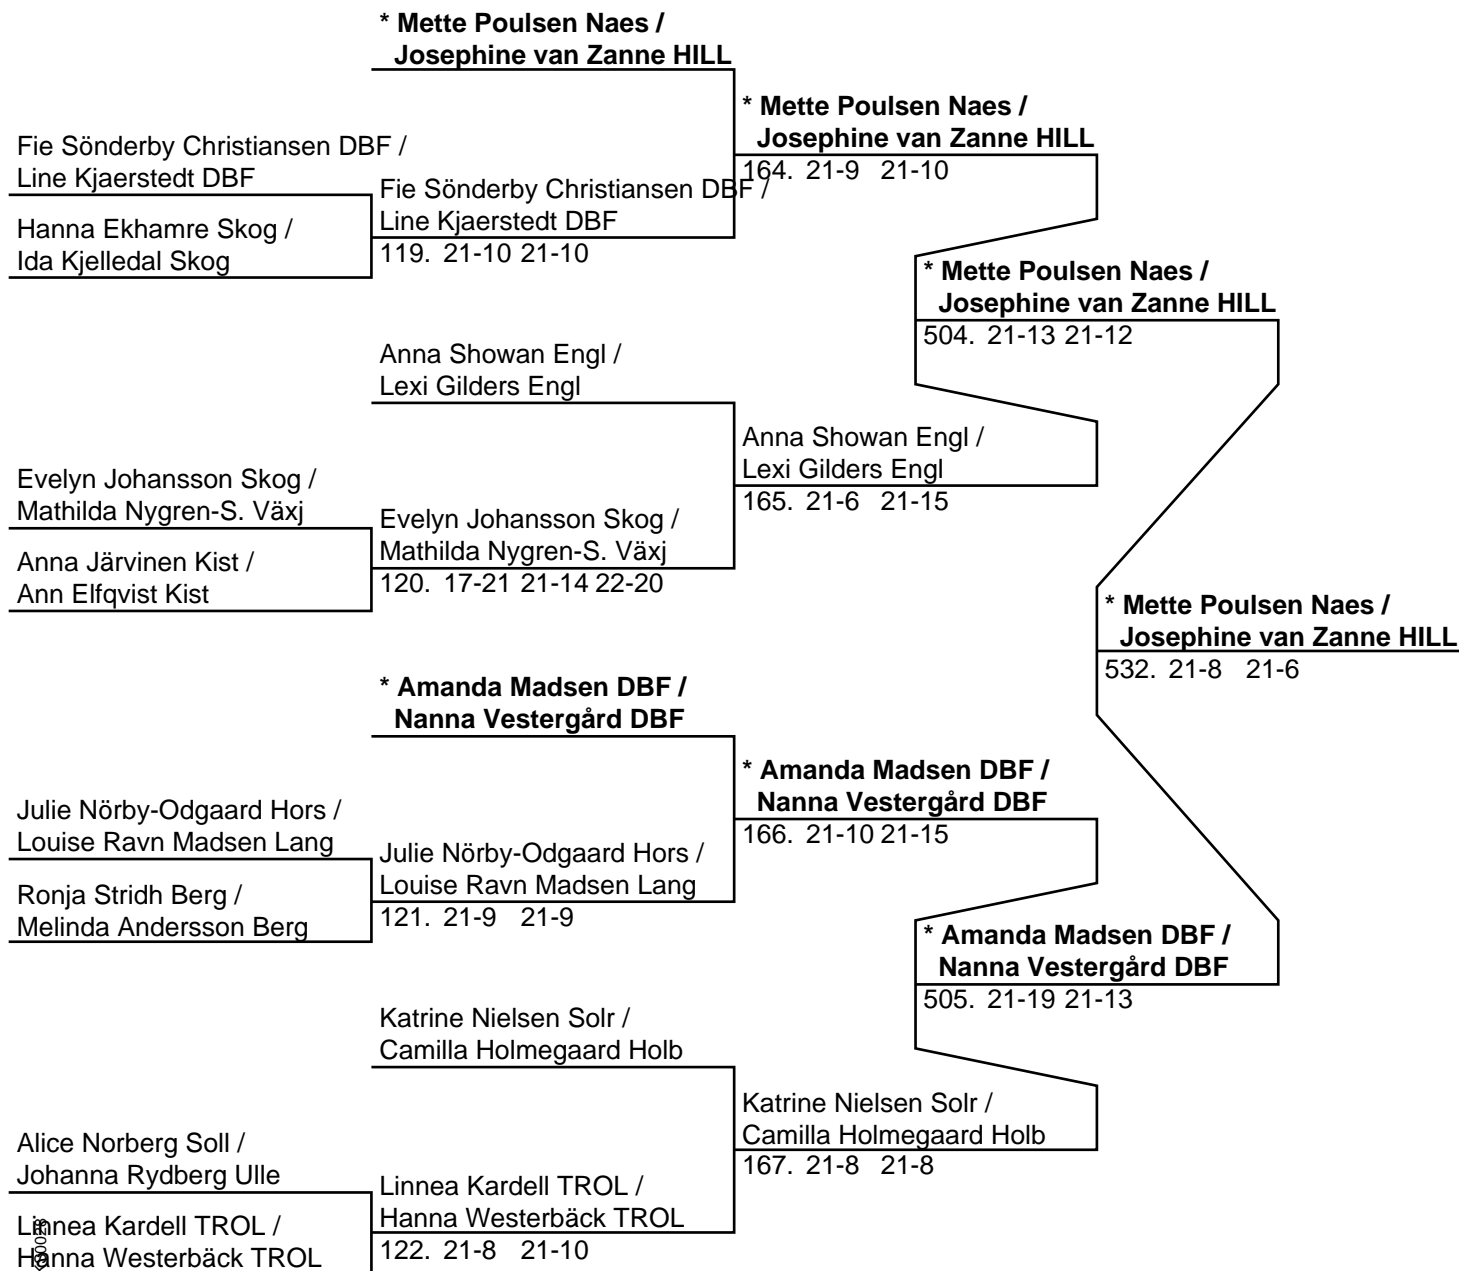 * Mette Poulsen Naes /
Josephine van Zanne HILL
* Mette Poulsen Naes /
Josephine van Zanne HILL
164. 21-9 21-10
Fie Sönderby Christiansen DBF /
Line Kjaerstedt DBF
Fie Sönderby Christiansen DBF /
Line Kjaerstedt DBF
119. 21-10 21-10
Hanna Ekhamre Skog /
Ida Kjelledal Skog
* Mette Poulsen Naes /
Josephine van Zanne HILL
504. 21-13 21-12
Anna Showan Engl /
Lexi Gilders Engl
Anna Showan Engl /
Lexi Gilders Engl
165. 21-6 21-15
Evelyn Johansson Skog /
Mathilda Nygren-S. Växj
Evelyn Johansson Skog /
Mathilda Nygren-S. Växj
120. 17-21 21-14 22-20
Anna Järvinen Kist /
Ann Elfqvist Kist
* Mette Poulsen Naes /
Josephine van Zanne HILL
532. 21-8 21-6
* Amanda Madsen DBF /
Nanna Vestergård DBF
* Amanda Madsen DBF /
Nanna Vestergård DBF
166. 21-10 21-15
Julie Nörby-Odgaard Hors /
Louise Ravn Madsen Lang
Julie Nörby-Odgaard Hors /
Louise Ravn Madsen Lang
121. 21-9 21-9
Ronja Stridh Berg /
Melinda Andersson Berg
* Amanda Madsen DBF /
Nanna Vestergård DBF
505. 21-19 21-13
Katrine Nielsen Solr /
Camilla Holmegaard Holb
Katrine Nielsen Solr /
Camilla Holmegaard Holb
167. 21-8 21-8
Alice Norberg Soll /
Johanna Rydberg Ulle
Linnea Kardell TROL /
Hanna Westerbäck TROL
122. 21-8 21-10
Linnea Kardell TROL /
Hanna Westerbäck TROL